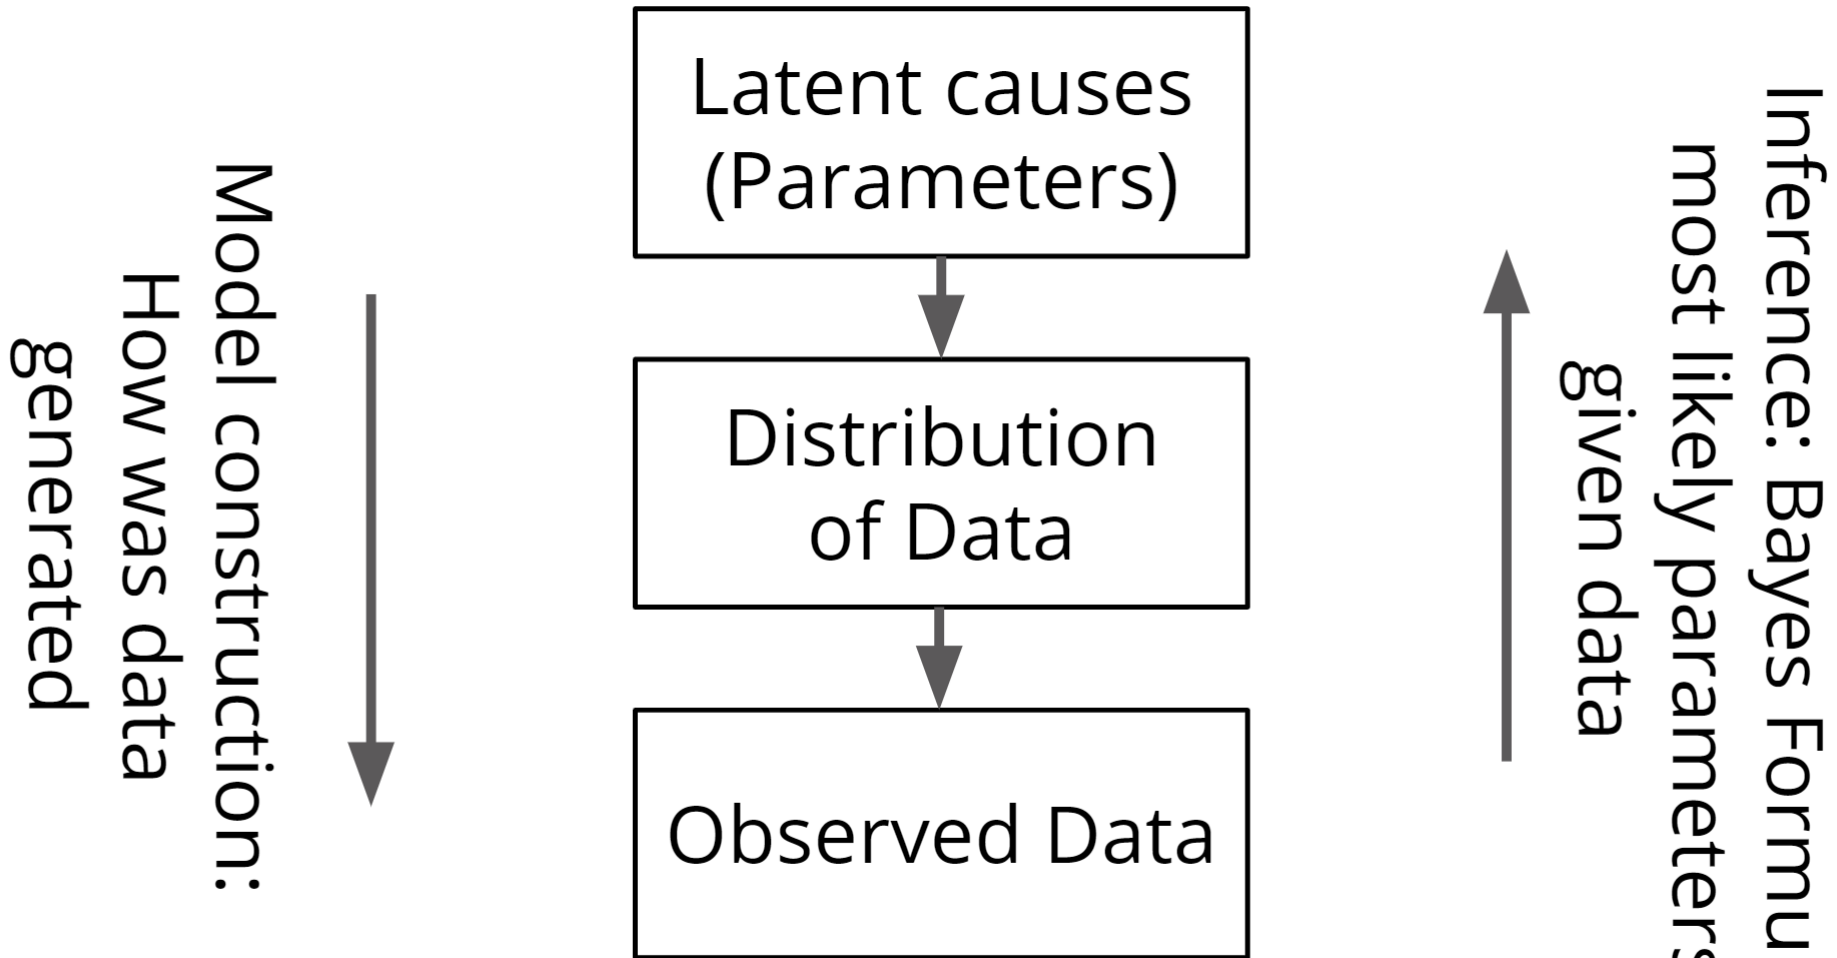 Latent causes
(Parameters)
Distribution
of Data
Observed Data
Model construction:
How was data
generated
Inference: Bayes Formu
most likely parameters
given data